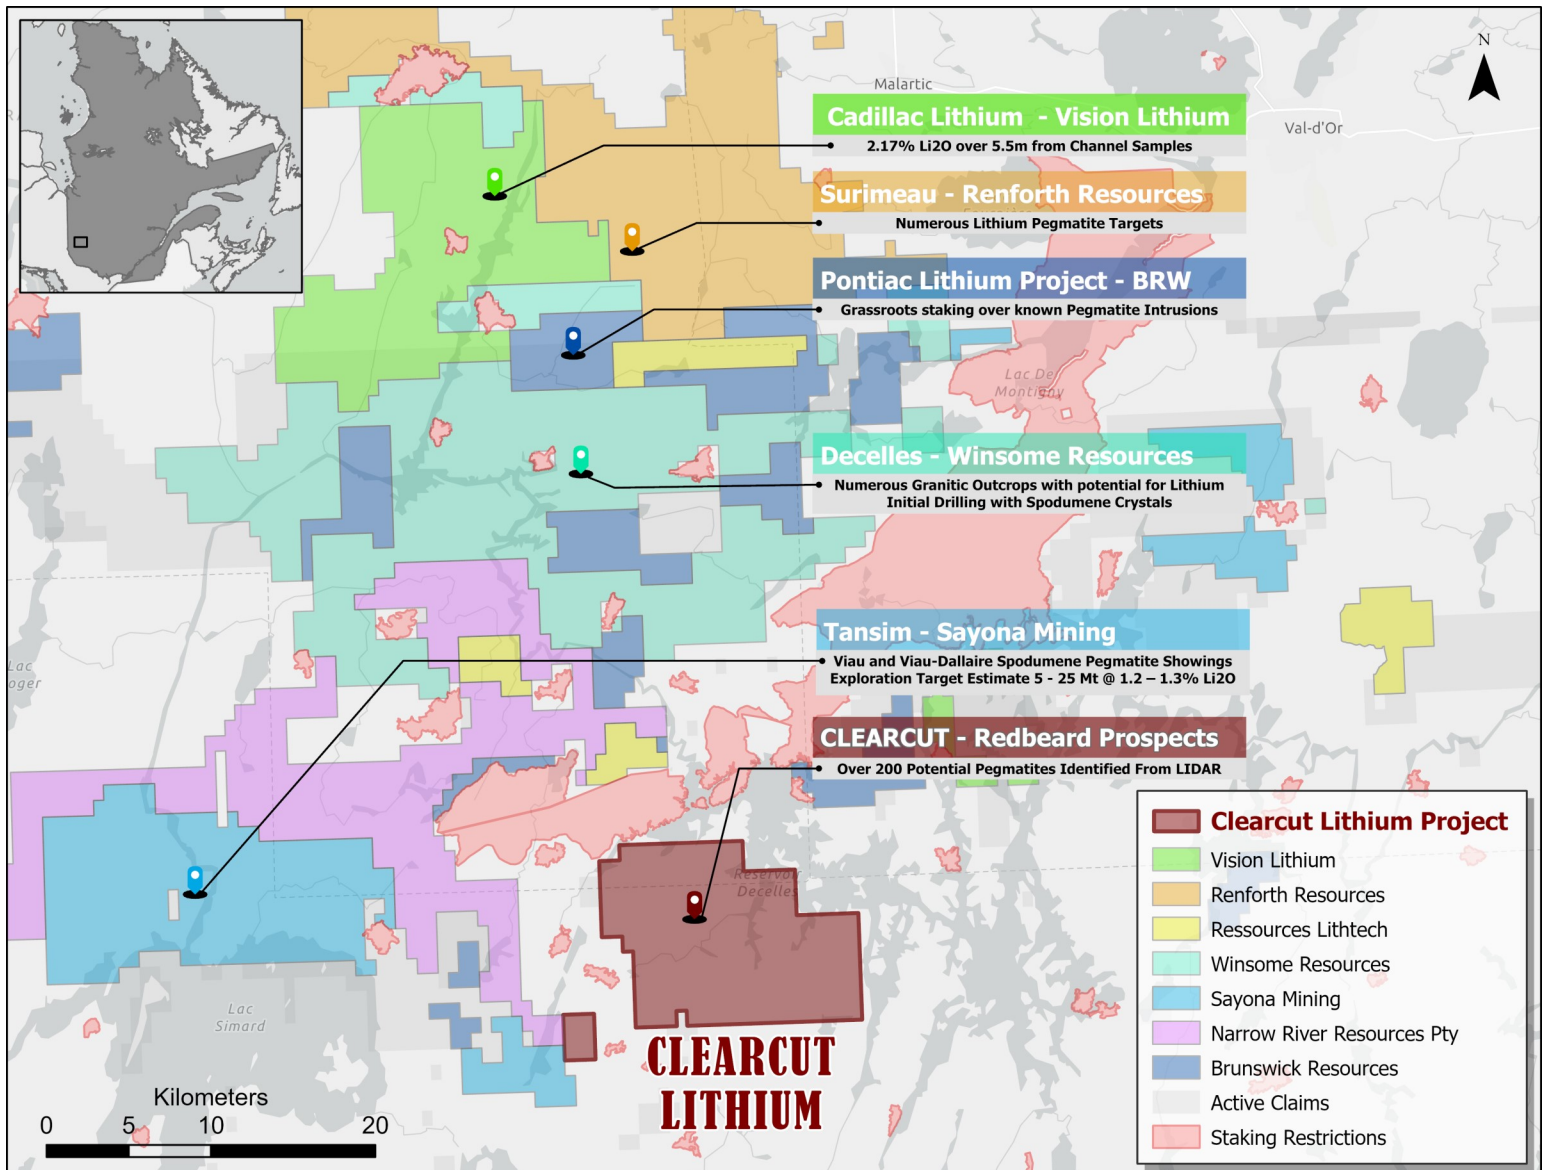 N
Malartic
Val-d'Or
Cadillac Lithium - Vision Lithium
2.17% Li2O over 5.5m from Channel Samples
Surimeau - Renforth Resources
Numerous Lithium Pegmatite Targets
Pontiac Lithium Project - BRW
Grassroots staking over known Pegmatite Intrusions
Lac De
Montigny
Decelles - Winsome Resources
Numerous Granitic Outcrops with potential for Lithium
Initial Drilling with Spodumene Crystals
Tansim - Sayona Mining
Viau and Viau-Dallaire Spodumene Pegmatite Showings
Exploration Target Estimate 5 - 25 Mt @ 1.2 – 1.3% Li2O
Lac
oger
CLEARCUT - Redbeard Prospects
Over 200 Potential Pegmatites Identified From LIDAR
Reservoir
Decelles
Lac
Simard
CLEARCUT
LITHIUM
Kilometers
0 5 10 20
Clearcut Lithium Project
Vision Lithium
Renforth Resources
Ressources Lithtech
Winsome Resources
Sayona Mining
Narrow River Resources Pty
Brunswick Resources
Active Claims
Staking Restrictions